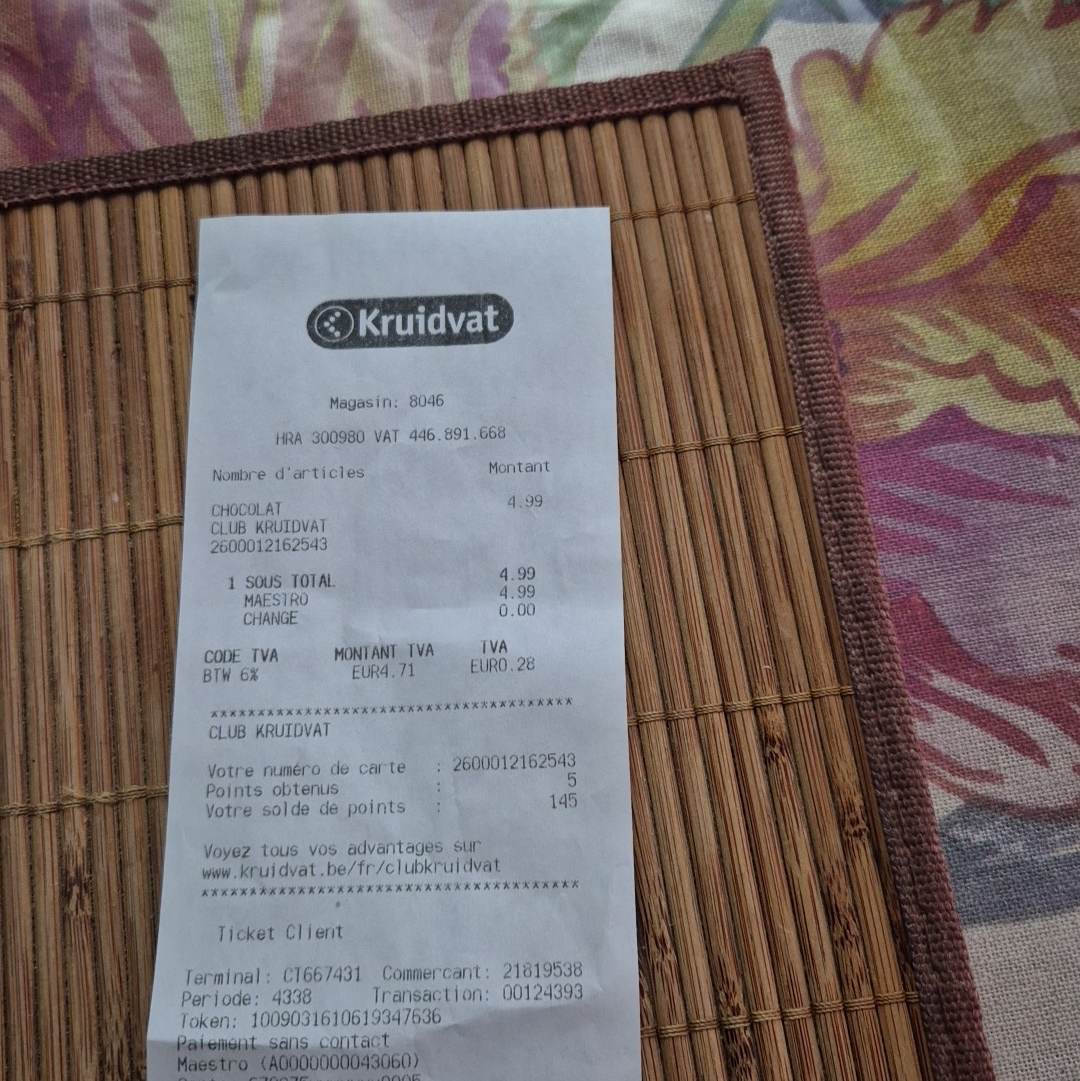 Kruidvat
Magasin: 8046
HRA 300980 VAT 446.891.668
Nombre d'articles Montant
CHOCOLAT 4.99
CLUB KRUIDVAT
2600012162543
1 SOUS TOTAL 4.99
MAESTRO 4.99
CHANGE 0.00
CODE TVA MONTANT TVA TVA
BTW 6% EUR4.71 EUR0.28
****************************************
CLUB KRUIDVAT
Votre numéro de carte : 2600012162543
Points obtenus : 5
Votre solde de points : 145
Voyez tous vos advantages sur
www.kruidvat.be/fr/clubkruidvat
****************************************
Ticket Client
Terminal: CT667431 Commercant: 21819538
Periode: 4338 Transaction: 00124393
Token: 1009031610619347636
Paiement sans contact
Maestro (A0000000043060)